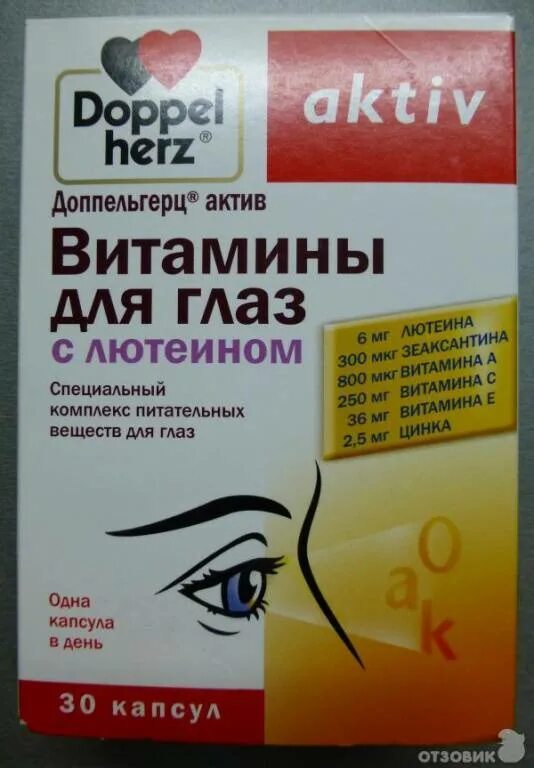 Doppel
herz®
aktiv
Доппельгерц® актив
Витамины
для глаз
с лютеином
Специальный
комплекс питательных
веществ для глаз
6 мг ЛЮТЕИНА
300 мкг ЗЕАКСАНТИНА
800 мкг ВИТАМИНА А
250 мг ВИТАМИНА С
36 мг ВИТАМИНА Е
2,5 мг ЦИНКА
О
а
k
Одна
капсула
в день
30 капсул
ОТЗОВИК